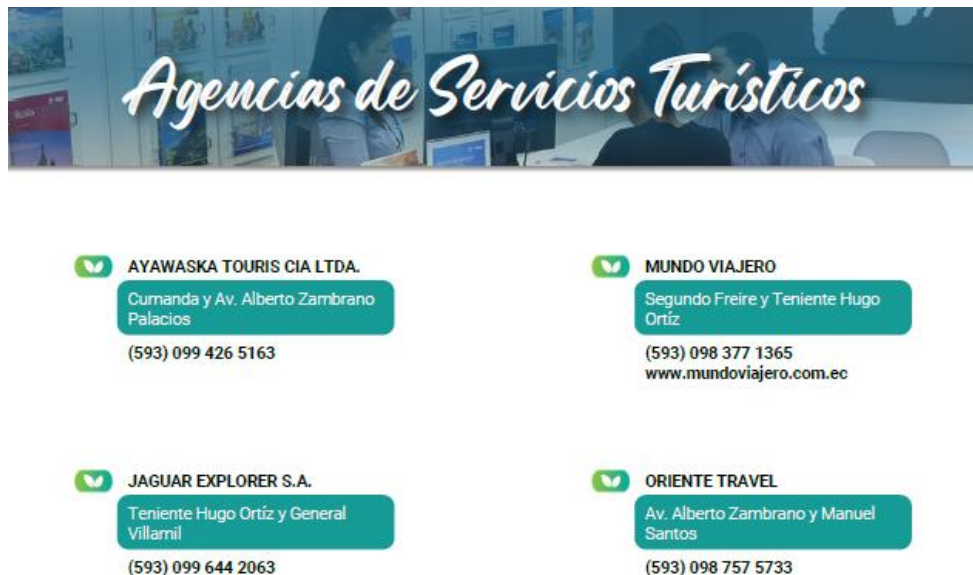 Agencias de Servicios Turísticos
AYAWASKA TOURIS CIA LTDA.
Cumanda y Av. Alberto Zambrano
Palacios
(593) 099 426 5163
MUNDO VIAJERO
Segundo Freire y Teniente Hugo
Ortíz
(593) 098 377 1365
www.mundoviajero.com.ec
JAGUAR EXPLORER S.A.
Teniente Hugo Ortíz y General
Villamil
(593) 099 644 2063
ORIENTE TRAVEL
Av. Alberto Zambrano y Manuel
Santos
(593) 098 757 5733